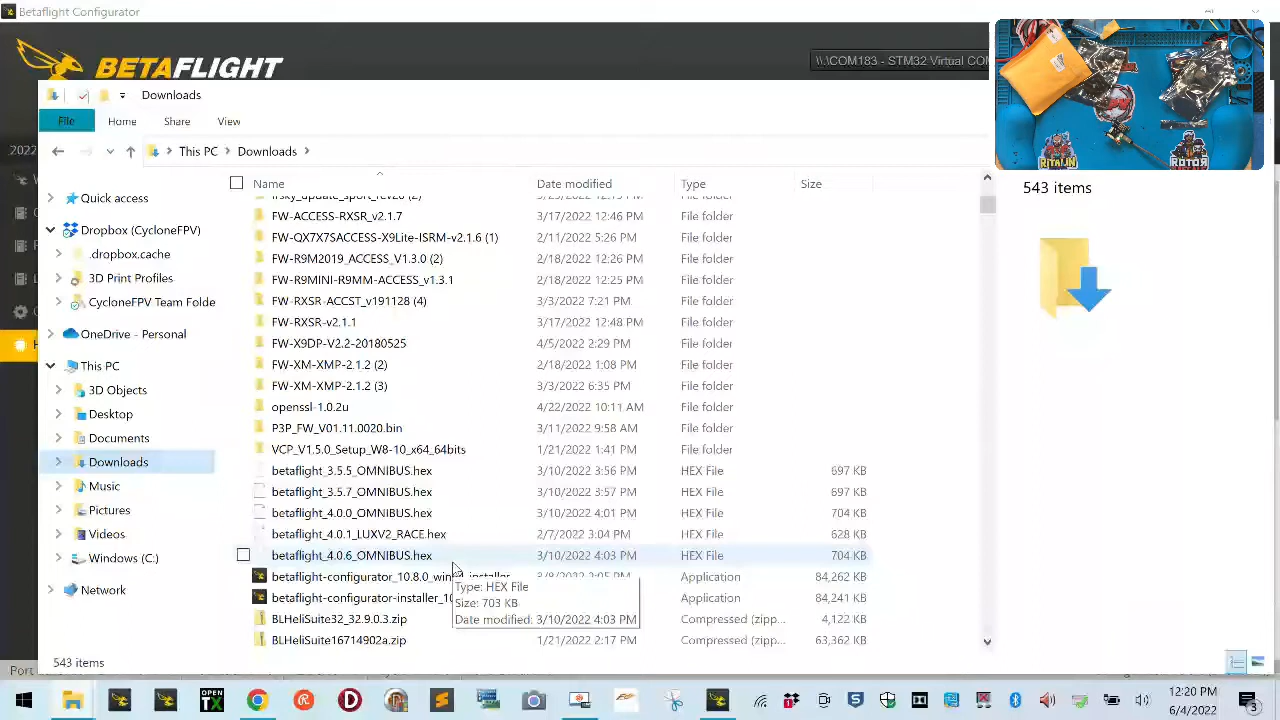 Betaflight Configurator
BETAFLIGHT
\\.\COM183 - STM32 Virtual COM
Downloads
File Home Share View
2022
This PC Downloads
Name Date modified Type Size
543 items
Quick access
Dropbox (CycloneFPV)
.dropbox.cache
3D Print Profiles
CycloneFPV Team Folde
OneDrive - Personal
This PC
3D Objects
Desktop
Documents
Downloads
Music
Pictures
Videos
Windows (C:)
Network
FW-ACCESS-RXSR_v2.1.7 3/17/2022 12:46 PM File folder
FW-QX7X7SACCESS-X9Lite-ISRM-v2.1.6 (1) 2/11/2022 5:26 PM File folder
FW-R9M2019_ACCESS_V1.3.0 (2) 2/18/2022 12:26 PM File folder
FW-R9MINI-R9MM-ACCESS_v1.3.1 2/18/2022 12:25 PM File folder
FW-RXSR-ACCST_v191128 (4) 3/3/2022 7:21 PM File folder
FW-RXSR-v2.1.1 3/17/2022 12:48 PM File folder
FW-X9DP-V2.2-20180525 4/5/2022 2:29 PM File folder
FW-XM-XMP-2.1.2 (2) 2/18/2022 1:08 PM File folder
FW-XM-XMP-2.1.2 (3) 3/3/2022 6:35 PM File folder
openssl-1.0.2u 4/22/2022 10:11 AM File folder
P3P_FW_V01.11.0020.bin 3/11/2022 9:58 AM File folder
VCP_V1.5.0_Setup_W8-10_x64_64bits 1/21/2022 1:41 PM File folder
betaflight_3.5.5_OMNIBUS.hex 3/10/2022 3:56 PM HEX File 697 KB
betaflight_3.5.7_OMNIBUS.hex 3/10/2022 3:57 PM HEX File 697 KB
betaflight_4.0.0_OMNIBUS.hex 3/10/2022 4:01 PM HEX File 704 KB
betaflight_4.0.1_LUXV2_RACE.hex 2/7/2022 3:04 PM HEX File 628 KB
betaflight_4.0.6_OMNIBUS.hex 3/10/2022 4:03 PM HEX File 704 KB
betaflight-configurator_10.8.0_win Application 84,262 KB
betaflight-configurator-installer_10 Application 84,241 KB
BLHeliSuite32_32.9.0.3.zip Compressed (zipp... 4,122 KB
BLHeliSuite16714902a.zip 1/21/2022 2:17 PM Compressed (zipp... 63,362 KB
Type: HEX File
Size: 703 KB
Date modified: 3/10/2022 4:03 PM
543 items
Port
RITALIN
ROTOR
OPEN TX
12:20 PM
6/4/2022
3